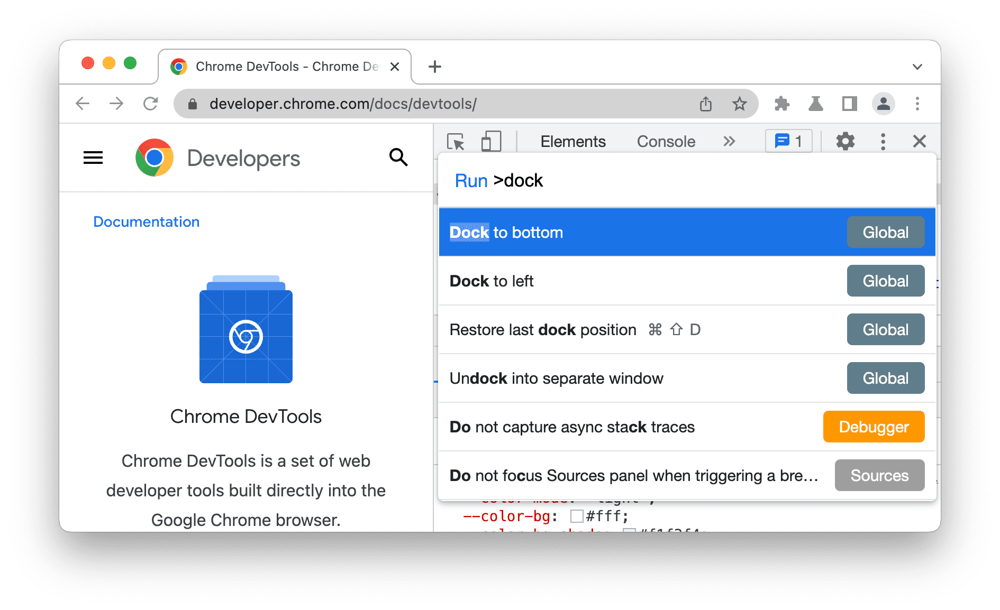 Chrome DevTools - Chrome De
developer.chrome.com/docs/devtools/
Developers
Documentation
Chrome DevTools
Chrome DevTools is a set of web
developer tools built directly into the
Google Chrome browser.
Elements Console » 1
Run >dock
Dock to bottom Global
Dock to left Global
Restore last dock position ⌘ ⇧ D Global
Undock into separate window Global
Do not capture async stack traces Debugger
Do not focus Sources panel when triggering a bre… Sources
--color-bg: #fff;